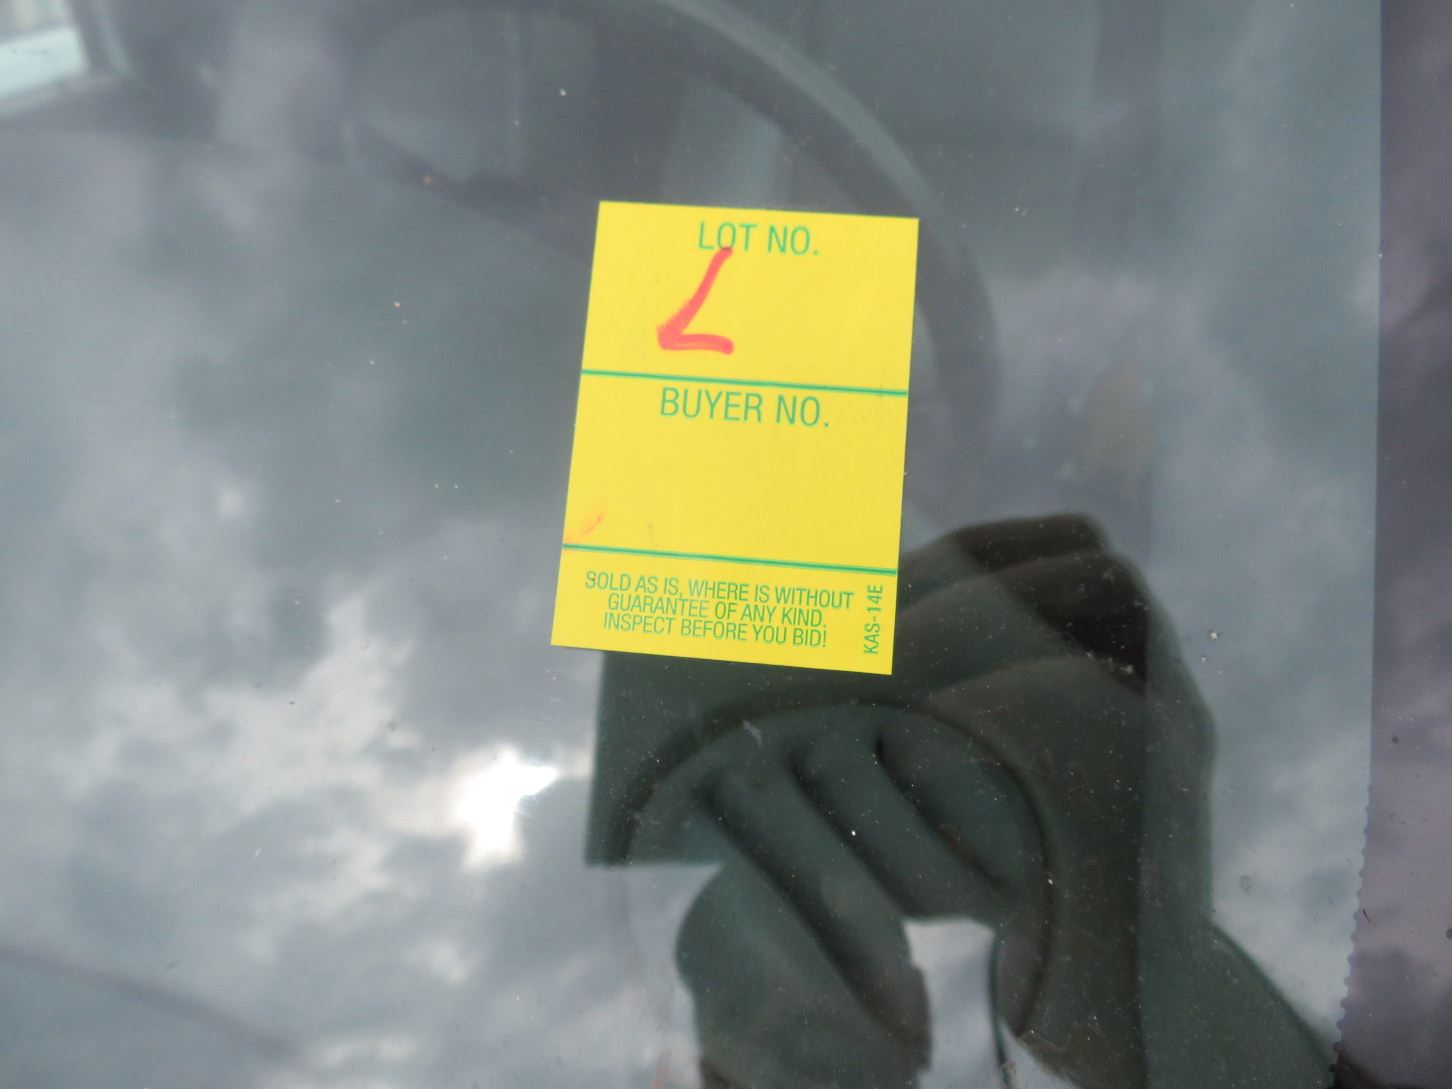 LOT NO.
7
BUYER NO.
SOLD AS IS, WHERE IS WITHOUT
GUARANTEE OF ANY KIND.
INSPECT BEFORE YOU BID!
KAS-14E